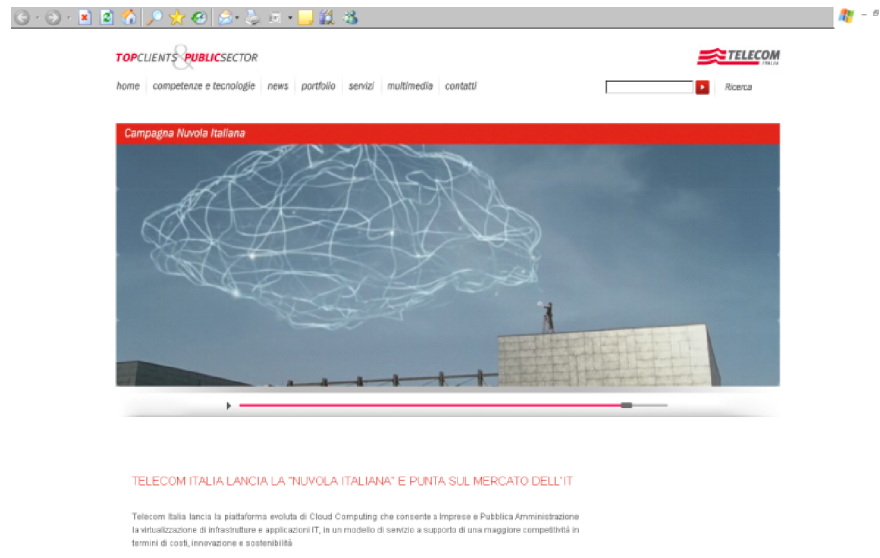 TOPCLIENTS & PUBLICSECTOR
TELECOM
ITALIA
home competenze e tecnologie news portfolio servizi multimedia contatti
Ricerca
Campagna Nuvola Italiana
TELECOM ITALIA LANCIA LA "NUVOLA ITALIANA" E PUNTA SUL MERCATO DELL'IT
Telecom Italia lancia la piattaforma evoluta di Cloud Computing che consente a Imprese e Pubblica Amministrazione
la virtualizzazione di infrastrutture e applicazioni IT, in un modello di servizio a supporto di una maggiore competitività in
termini di costi, innovazione e sostenibilità